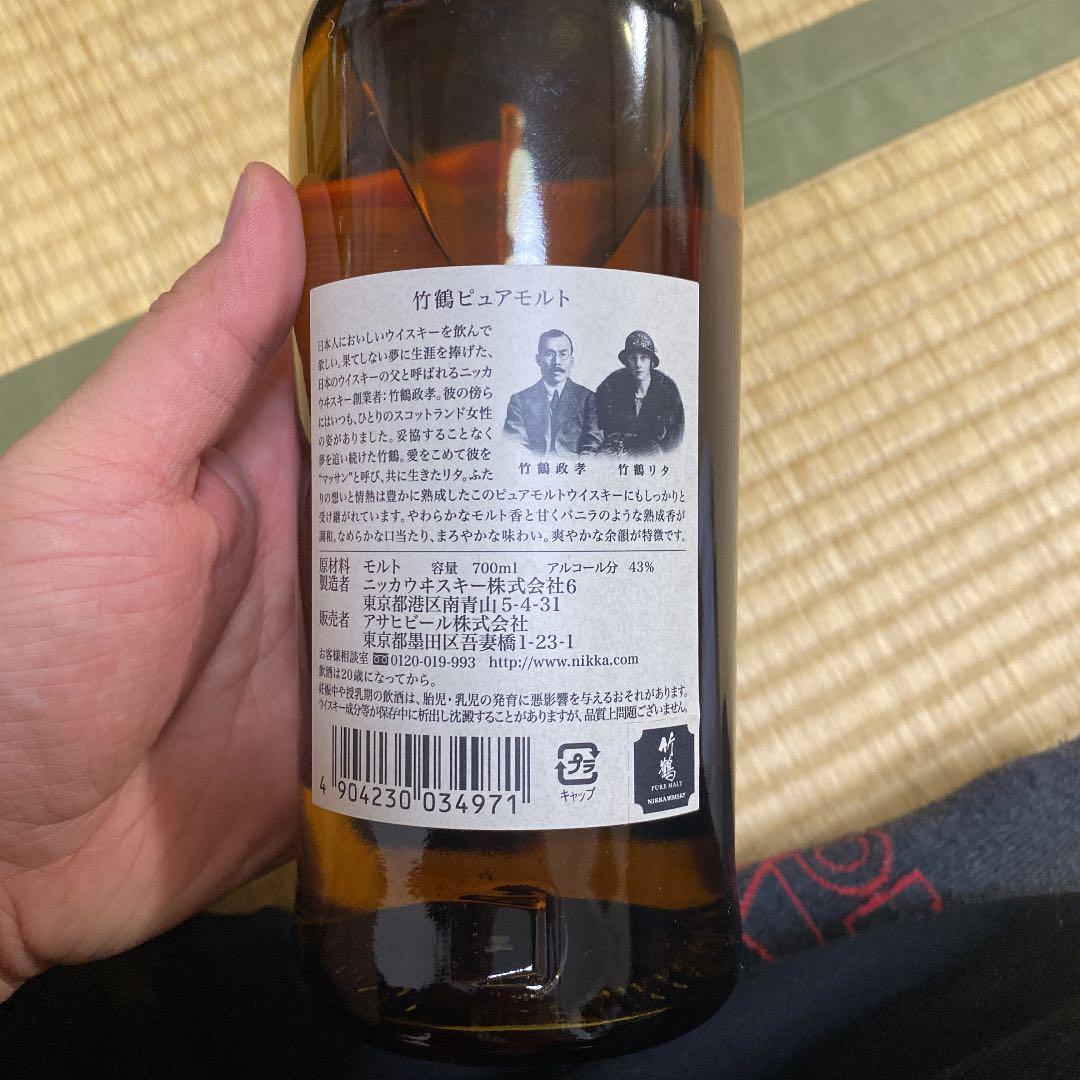 竹鶴ピュアモルト
日本人においしいウイスキーを飲んで
欲しい。果てしない夢に生涯を捧げた、
日本のウイスキーの父と呼ばれるニッカ
ウヰスキー創業者：竹鶴政孝。彼の傍ら
にはいつも、ひとりのスコットランド女性
の姿がありました。妥協することなく
夢を追い続けた竹鶴。愛をこめて彼を
“マッサン”と呼び、共に生きたリタ。ふた
りの想いと情熱は豊かに熟成したこのピュアモルトウイスキーにもしっかりと
受け継がれています。やわらかなモルト香と甘くバニラのような熟成香が
調和。なめらかな口当たり、まろやかな味わい。爽やかな余韻が特徴です。
竹鶴政孝 竹鶴リタ
原材料 モルト 容量 700ml アルコール分 43%
製造者 ニッカウヰスキー株式会社6
東京都港区南青山5-4-31
販売者 アサヒビール株式会社
東京都墨田区吾妻橋1-23-1
お客様相談室 0120-019-993 http://www.nikka.com
飲酒は20歳になってから。
妊娠中や授乳期の飲酒は、胎児・乳児の発育に悪影響を与えるおそれがあります。
ウイスキー成分等が保存中に析出し沈澱することがありますが、品質上問題ございません。
4 904230 034971
プラ
キャップ
竹鶴
PURE MALT
NIKKA WHISKY